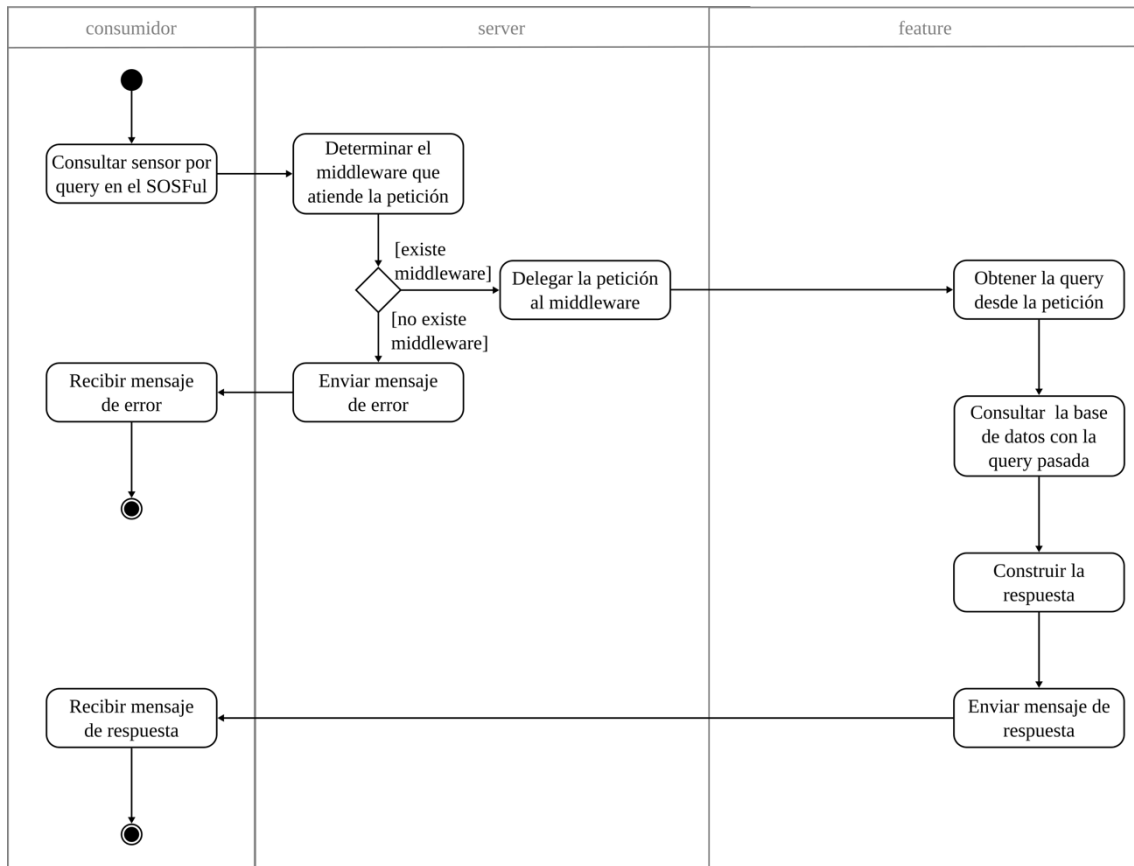 consumidor
server
feature
Consultar sensor por
query en el SOSFul
Determinar el
middleware que
atiende la petición
[existe
middleware]
Delegar la petición
al middleware
Obtener la query
desde la petición
[no existe
middleware]
Recibir mensaje
de error
Enviar mensaje
de error
Consultar la base
de datos con la
query pasada
Construir la
respuesta
Recibir mensaje
de respuesta
Enviar mensaje de
respuesta